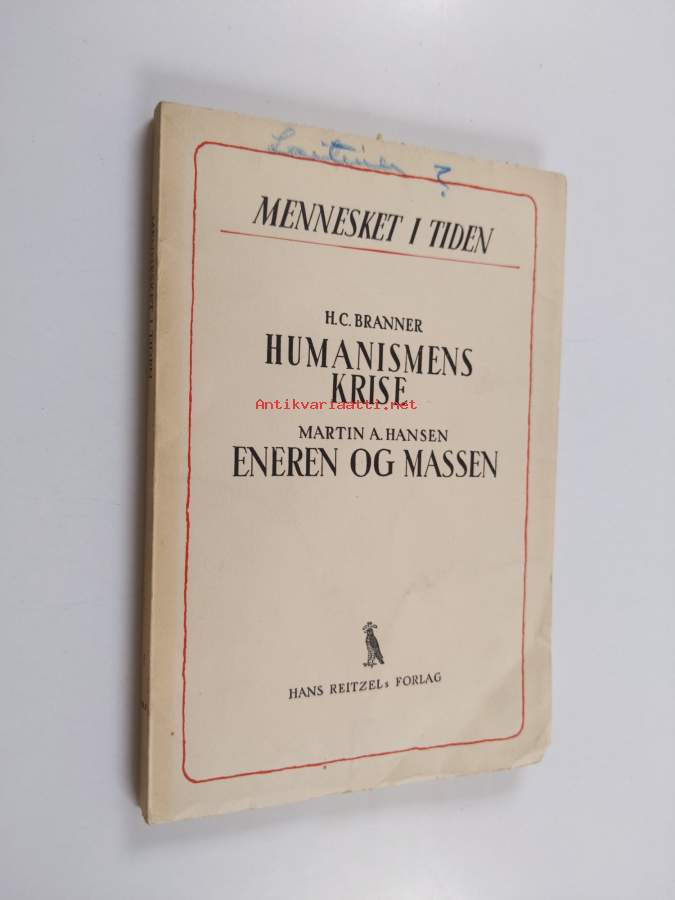 MENNESKET I TIDEN
H.C. BRANNER
HUMANISMENS
KRISE
Antikvariaatti.net
MARTIN A. HANSEN
ENEREN OG MASSEN
HANS REITZELs FORLAG